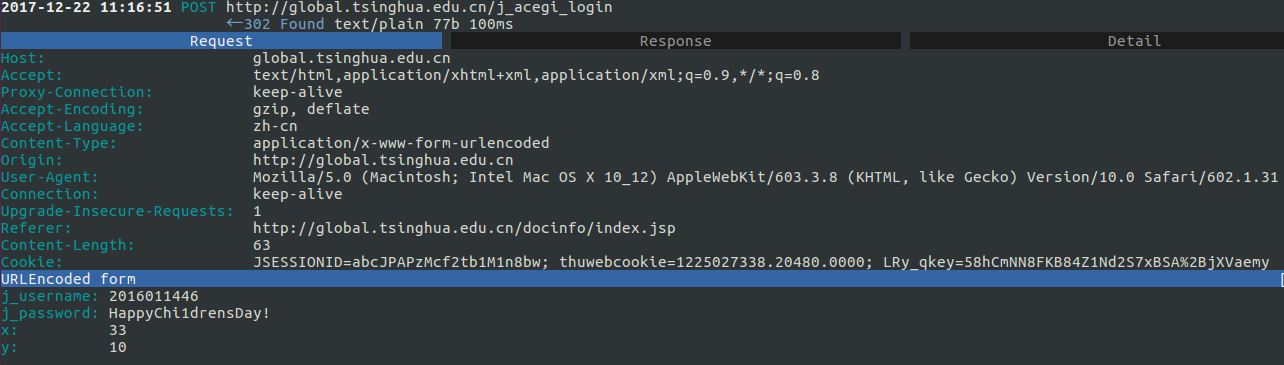 2017-12-22 11:16:51 POST http://global.tsinghua.edu.cn/j_acegi_login
←302 Found text/plain 77b 100ms
Request Response Detail
Host: global.tsinghua.edu.cn
Accept: text/html,application/xhtml+xml,application/xml;q=0.9,*/*;q=0.8
Proxy-Connection: keep-alive
Accept-Encoding: gzip, deflate
Accept-Language: zh-cn
Content-Type: application/x-www-form-urlencoded
Origin: http://global.tsinghua.edu.cn
User-Agent: Mozilla/5.0 (Macintosh; Intel Mac OS X 10_12) AppleWebKit/603.3.8 (KHTML, like Gecko) Version/10.0 Safari/602.1.31
Connection: keep-alive
Upgrade-Insecure-Requests: 1
Referer: http://global.tsinghua.edu.cn/docinfo/index.jsp
Content-Length: 63
Cookie: JSESSIONID=abcJPAPzMcf2tb1M1n8bw; thuwebcookie=1225027338.20480.0000; LRy_qkey=58hCmNN8FKB84Z1Nd2S7xBSA%2BjXVaemy
URLEncoded form [
j_username: 2016011446
j_password: HappyChi1drensDay!
x: 33
y: 10